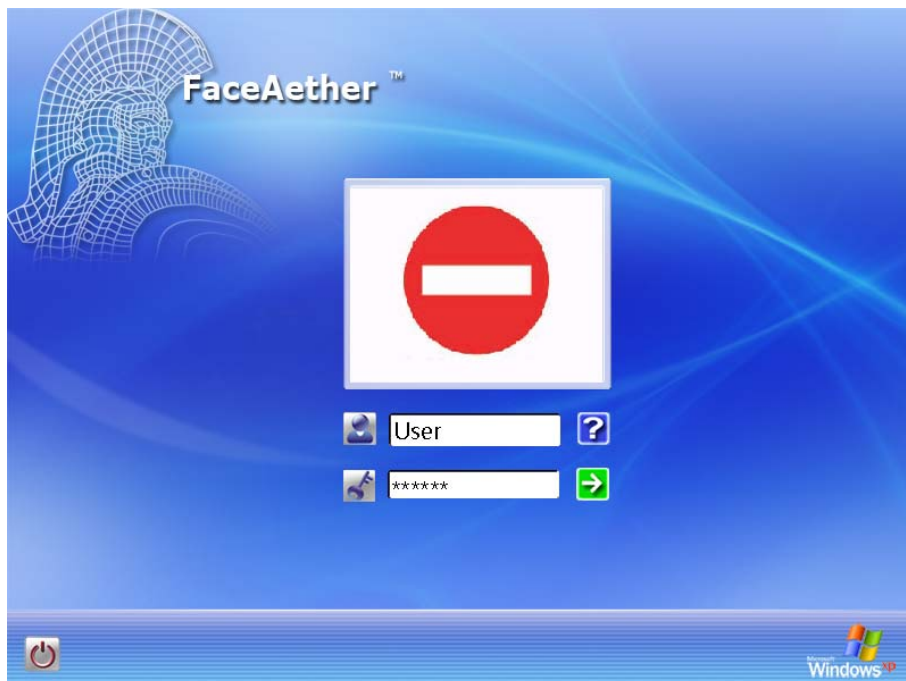 FaceAether ™
User
******
Microsoft
Windows xp